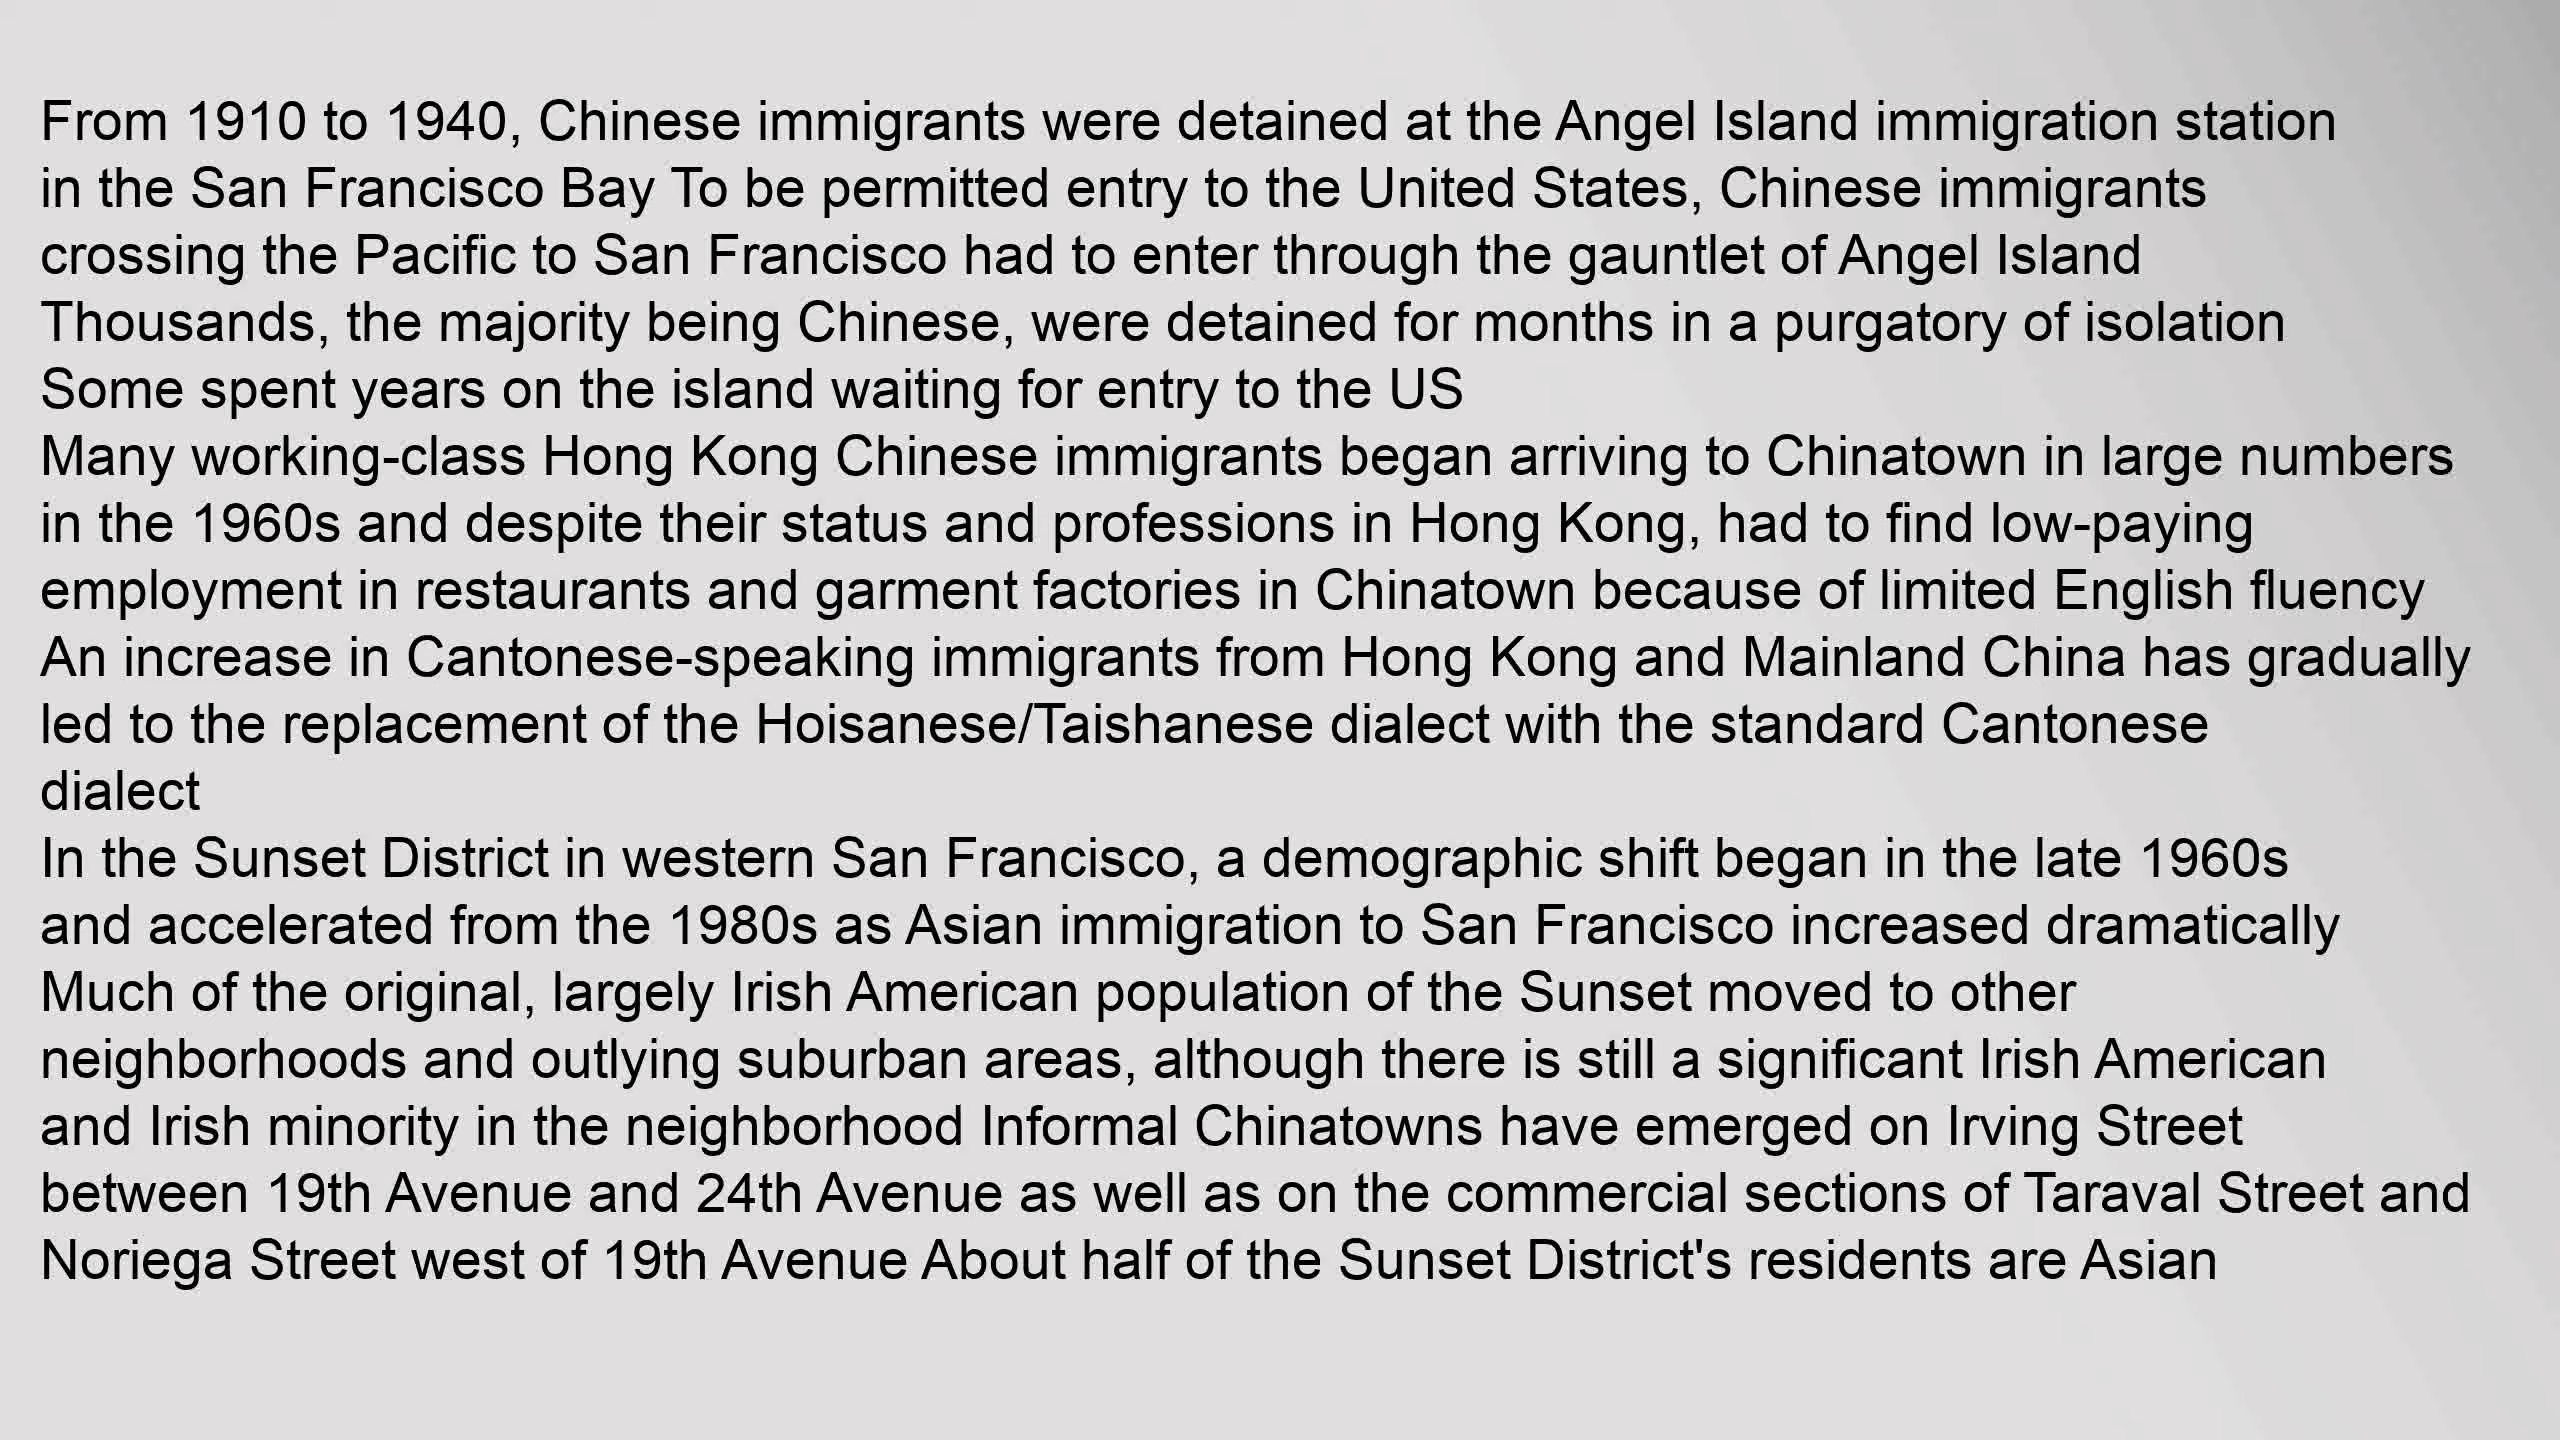 From 1910 to 1940, Chinese immigrants were detained at the Angel Island immigration station
in the San Francisco Bay To be permitted entry to the United States, Chinese immigrants
crossing the Pacific to San Francisco had to enter through the gauntlet of Angel Island
Thousands, the majority being Chinese, were detained for months in a purgatory of isolation
Some spent years on the island waiting for entry to the US
Many working-class Hong Kong Chinese immigrants began arriving to Chinatown in large numbers
in the 1960s and despite their status and professions in Hong Kong, had to find low-paying
employment in restaurants and garment factories in Chinatown because of limited English fluency
An increase in Cantonese-speaking immigrants from Hong Kong and Mainland China has gradually
led to the replacement of the Hoisanese/Taishanese dialect with the standard Cantonese
dialect
In the Sunset District in western San Francisco, a demographic shift began in the late 1960s
and accelerated from the 1980s as Asian immigration to San Francisco increased dramatically
Much of the original, largely Irish American population of the Sunset moved to other
neighborhoods and outlying suburban areas, although there is still a significant Irish American
and Irish minority in the neighborhood Informal Chinatowns have emerged on Irving Street
between 19th Avenue and 24th Avenue as well as on the commercial sections of Taraval Street and
Noriega Street west of 19th Avenue About half of the Sunset District's residents are Asian